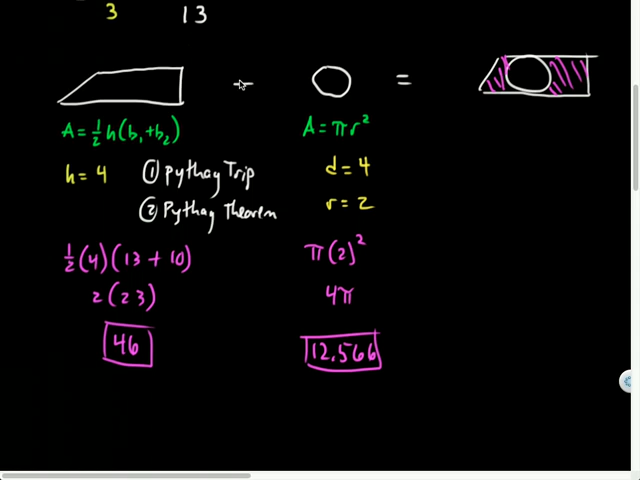 3 13
- =
A = ½ h(b₁+b₂) A = πr²
h = 4 ① Pythag Trip d = 4
② Pythag Theorem r = 2
½(4)(13 + 10) π(2)²
2(23) 4π
46 12.566